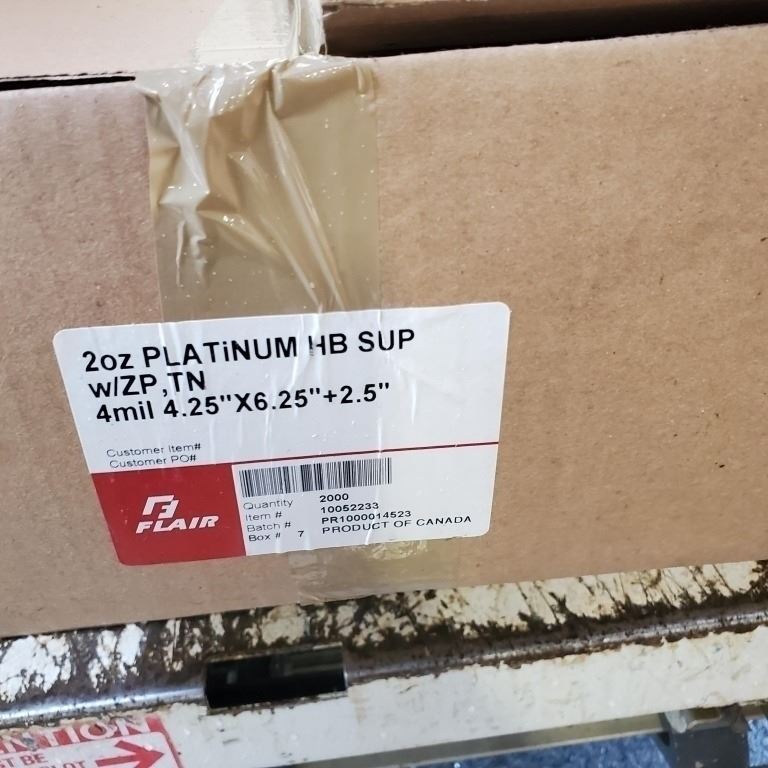 2oz PLATiNUM HB SUP
w/ZP,TN
4mil 4.25"X6.25"+2.5"
Customer Item#
Customer PO#
FLAIR
Quantity 2000
Item # 10052233
Batch # PR1000014523
Box # 7 PRODUCT OF CANADA